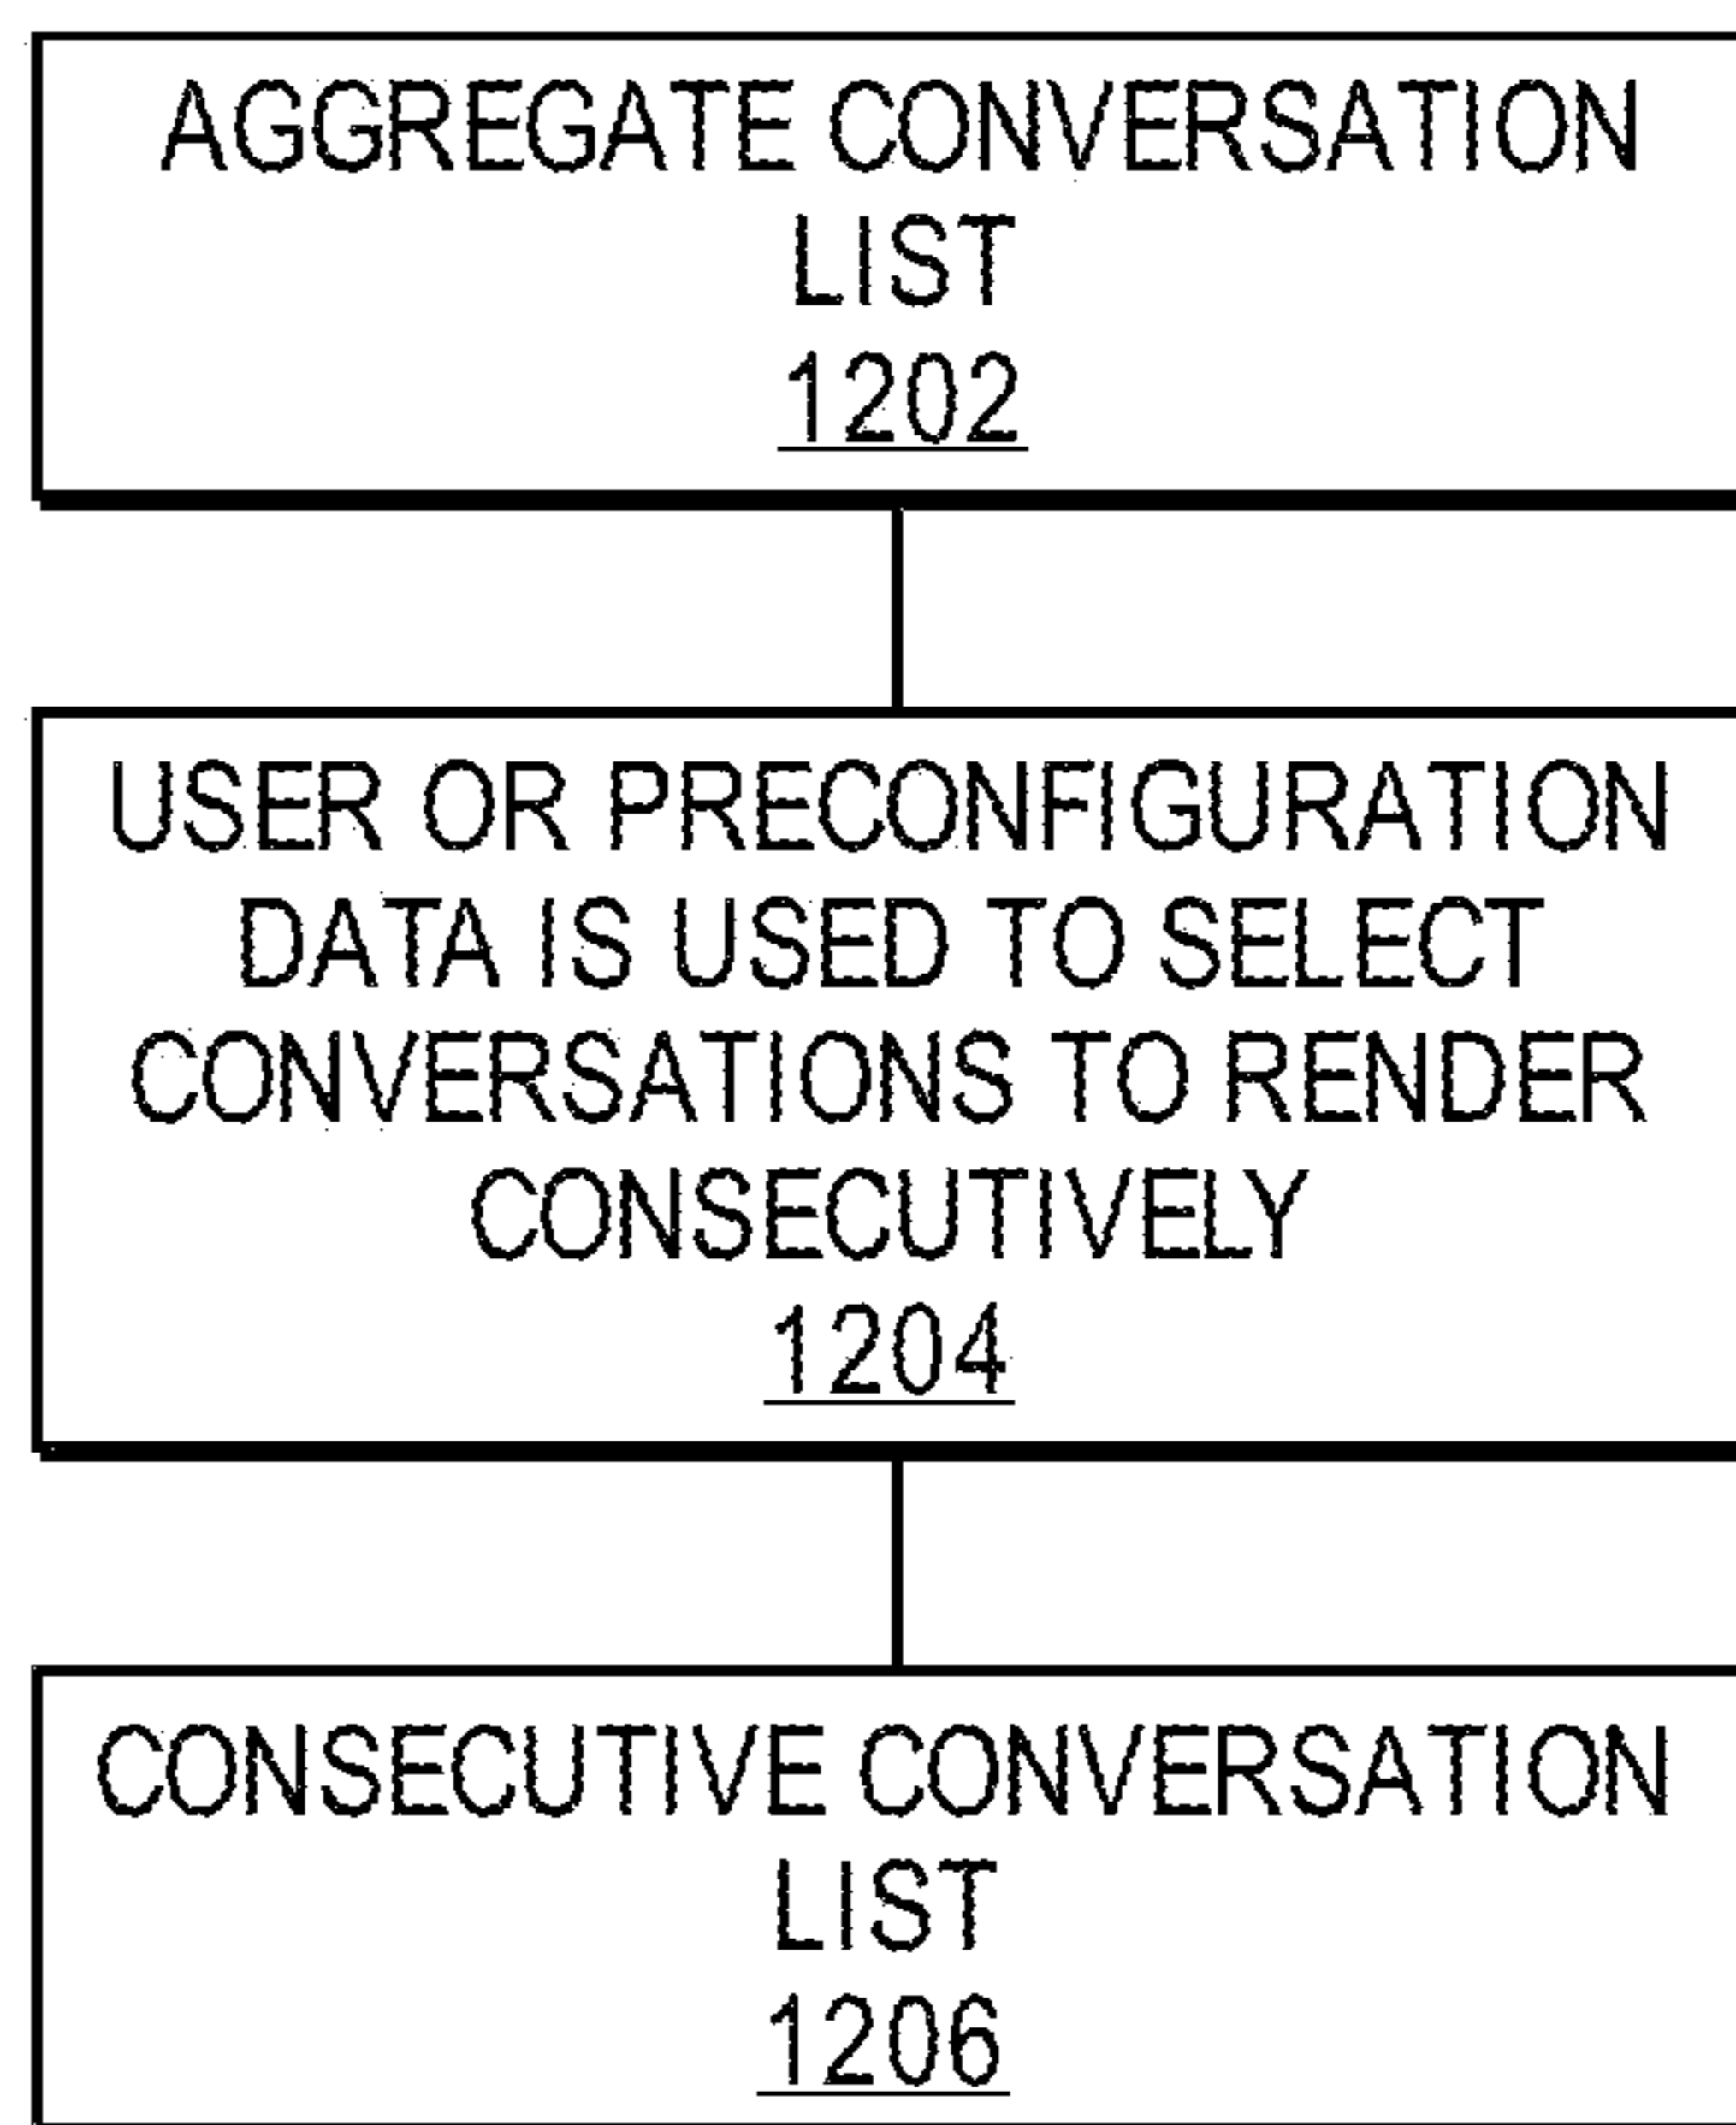 AGGREGATE CONVERSATION
LIST
1202
USER OR PRECONFIGURATION
DATA IS USED TO SELECT
CONVERSATIONS TO RENDER
CONSECUTIVELY
1204
CONSECUTIVE CONVERSATION
LIST
1206